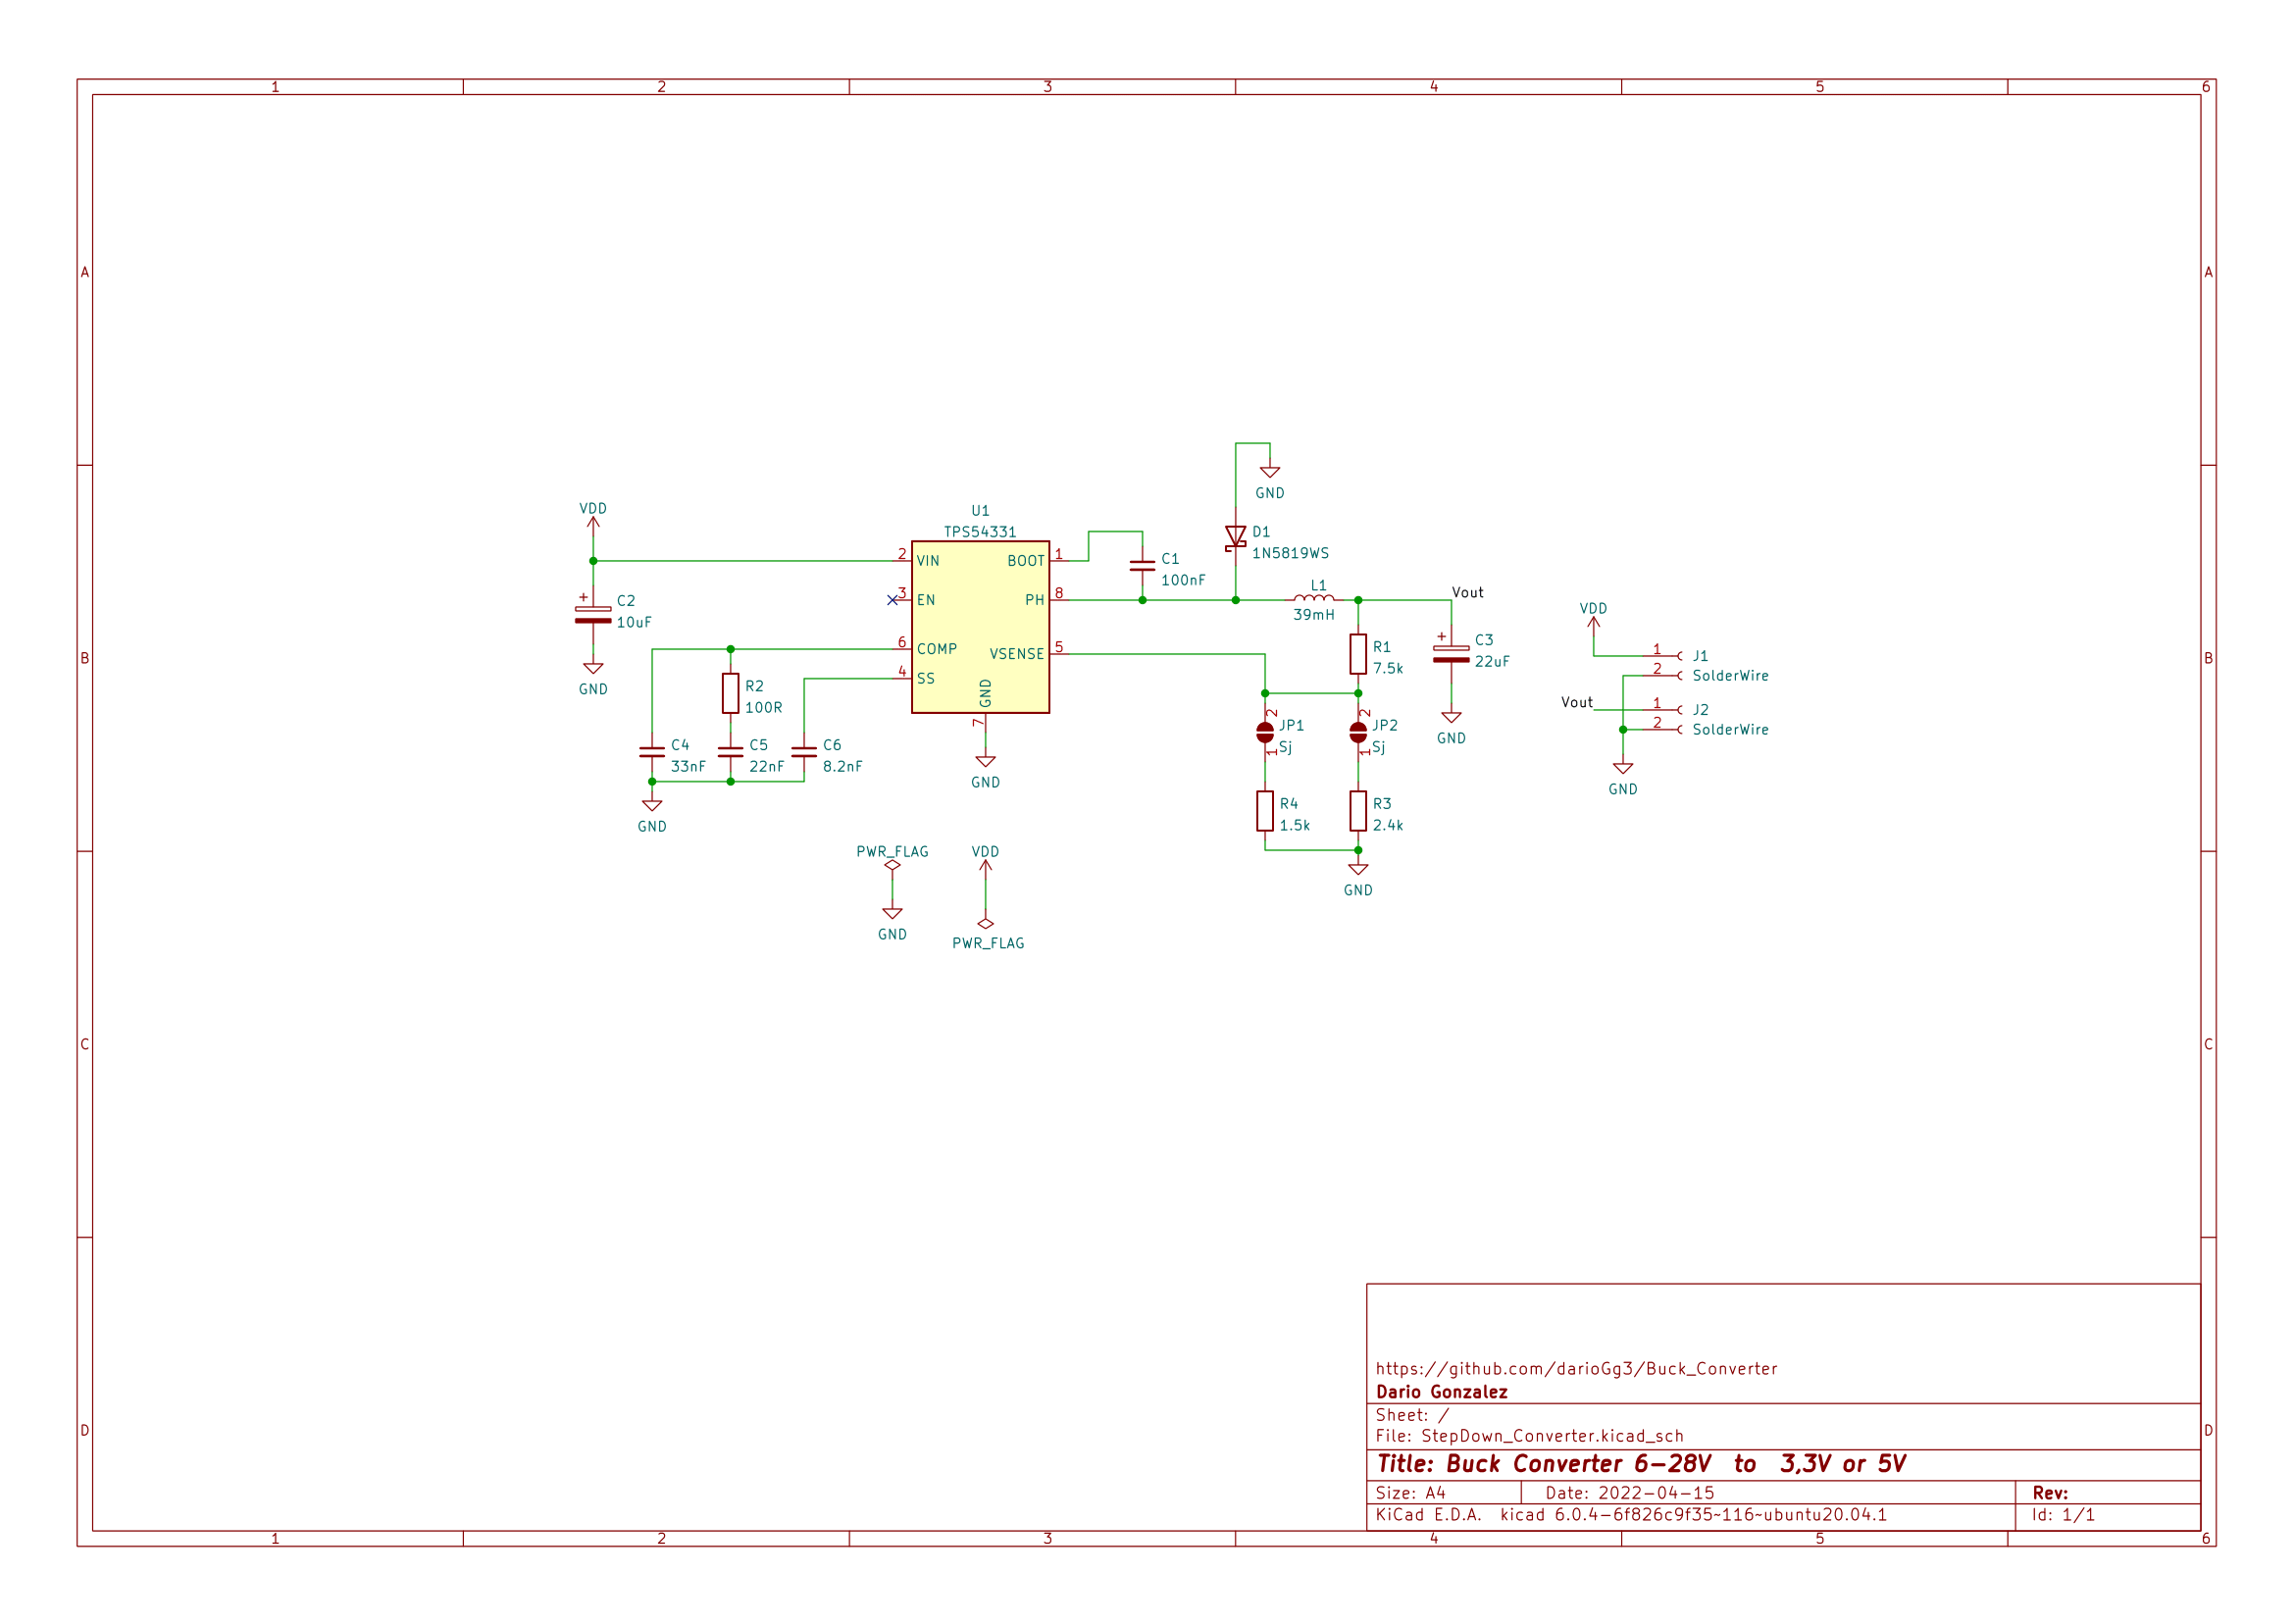 1 2 3 4 5 6
A A
GND
VDD
U1
TPS54331
2 VIN
BOOT 1
3 EN
PH 8
6 COMP
VSENSE 5
4 SS
GND
7
GND
C1
100nF
D1
1N5819WS
L1
39mH
Vout
C2
10uF
GND
R1
7.5k
C3
22uF
GND
VDD
1 J1
2 SolderWire
Vout
1 J2
2 SolderWire
GND
B B
R2
100R
C4
33nF
C5
22nF
C6
8.2nF
GND
2 JP1
1 Sj
2 JP2
1 Sj
R4
1.5k
R3
2.4k
GND
PWR_FLAG
GND
VDD
PWR_FLAG
C C
https://github.com/darioGg3/Buck_Converter
Dario Gonzalez
Sheet: /
File: StepDown_Converter.kicad_sch
D D
Title: Buck Converter 6-28V to 3,3V or 5V
Size: A4 Date: 2022-04-15 Rev:
KiCad E.D.A. kicad 6.0.4-6f826c9f35~116~ubuntu20.04.1 Id: 1/1
1 2 3 4 5 6